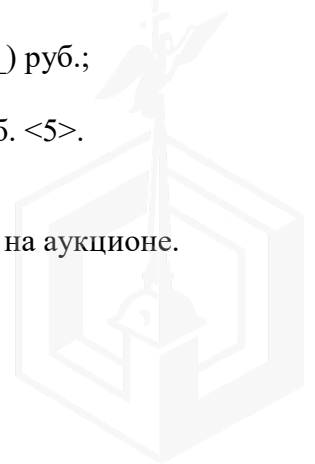 _) руб.;
б. <5>.
на аукционе.